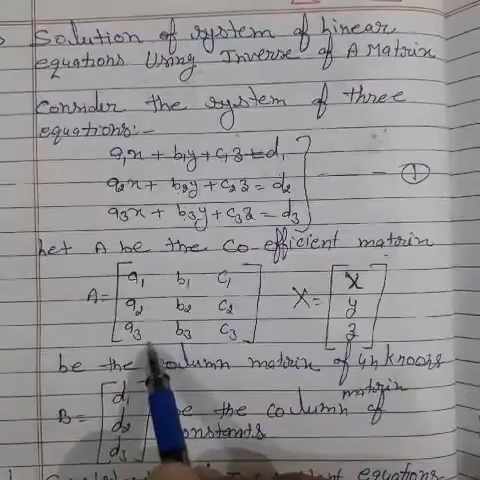 Solution of system of Linear
equations Using Inverse of A Matrix
Consider the system of three
equations:-
a₁x + b₁y + c₁z = d₁
a₂x + b₂y + c₂z = d₂ - - ①
a₃x + b₃y + c₃z = d₃
Let A be the Co-efficient matrix
A = [a₁ b₁ c₁ X = [x
a₂ b₂ c₂ y
a₃ b₃ c₃] z]
be the column matrix of
B = [d₁ be the column matrix of
d₂ constants
d₃]
equations